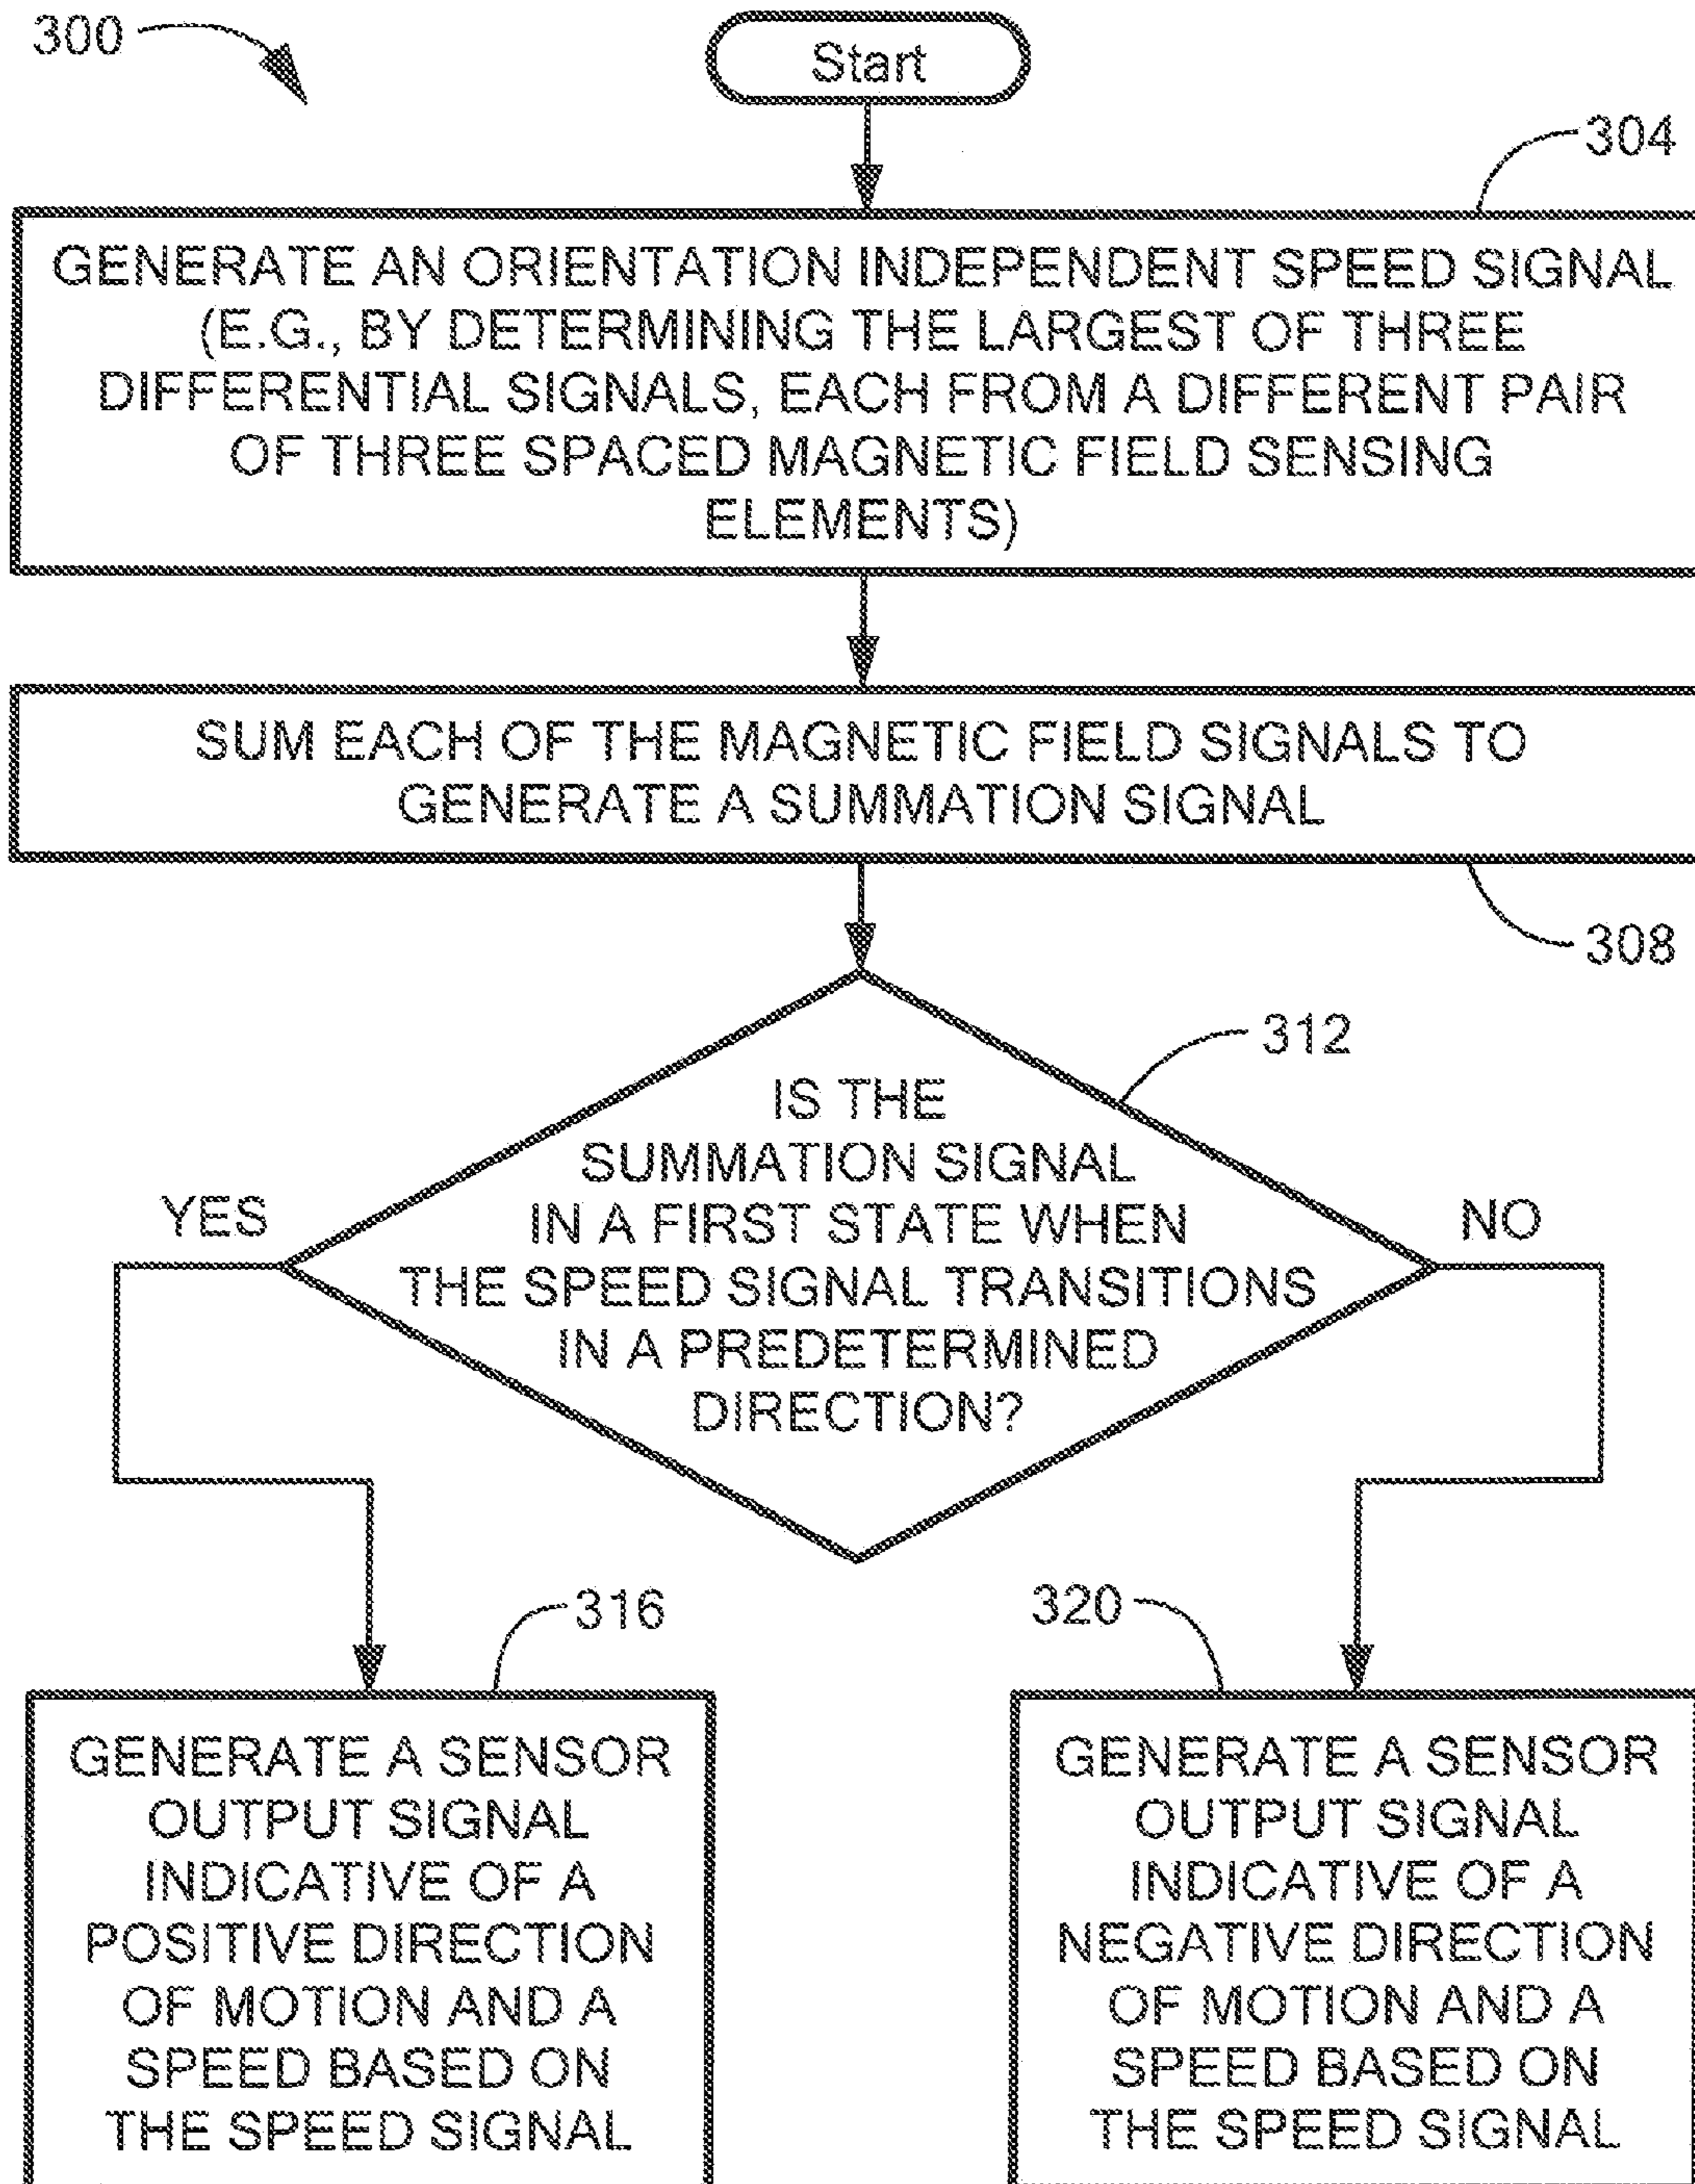 300
Start
304
GENERATE AN ORIENTATION INDEPENDENT SPEED SIGNAL
(E.G., BY DETERMINING THE LARGEST OF THREE
DIFFERENTIAL SIGNALS, EACH FROM A DIFFERENT PAIR
OF THREE SPACED MAGNETIC FIELD SENSING
ELEMENTS)
SUM EACH OF THE MAGNETIC FIELD SIGNALS TO
GENERATE A SUMMATION SIGNAL
308
312
IS THE
SUMMATION SIGNAL
IN A FIRST STATE WHEN
THE SPEED SIGNAL TRANSITIONS
IN A PREDETERMINED
DIRECTION?
YES
NO
316
GENERATE A SENSOR
OUTPUT SIGNAL
INDICATIVE OF A
POSITIVE DIRECTION
OF MOTION AND A
SPEED BASED ON
THE SPEED SIGNAL
320
GENERATE A SENSOR
OUTPUT SIGNAL
INDICATIVE OF A
NEGATIVE DIRECTION
OF MOTION AND A
SPEED BASED ON
THE SPEED SIGNAL